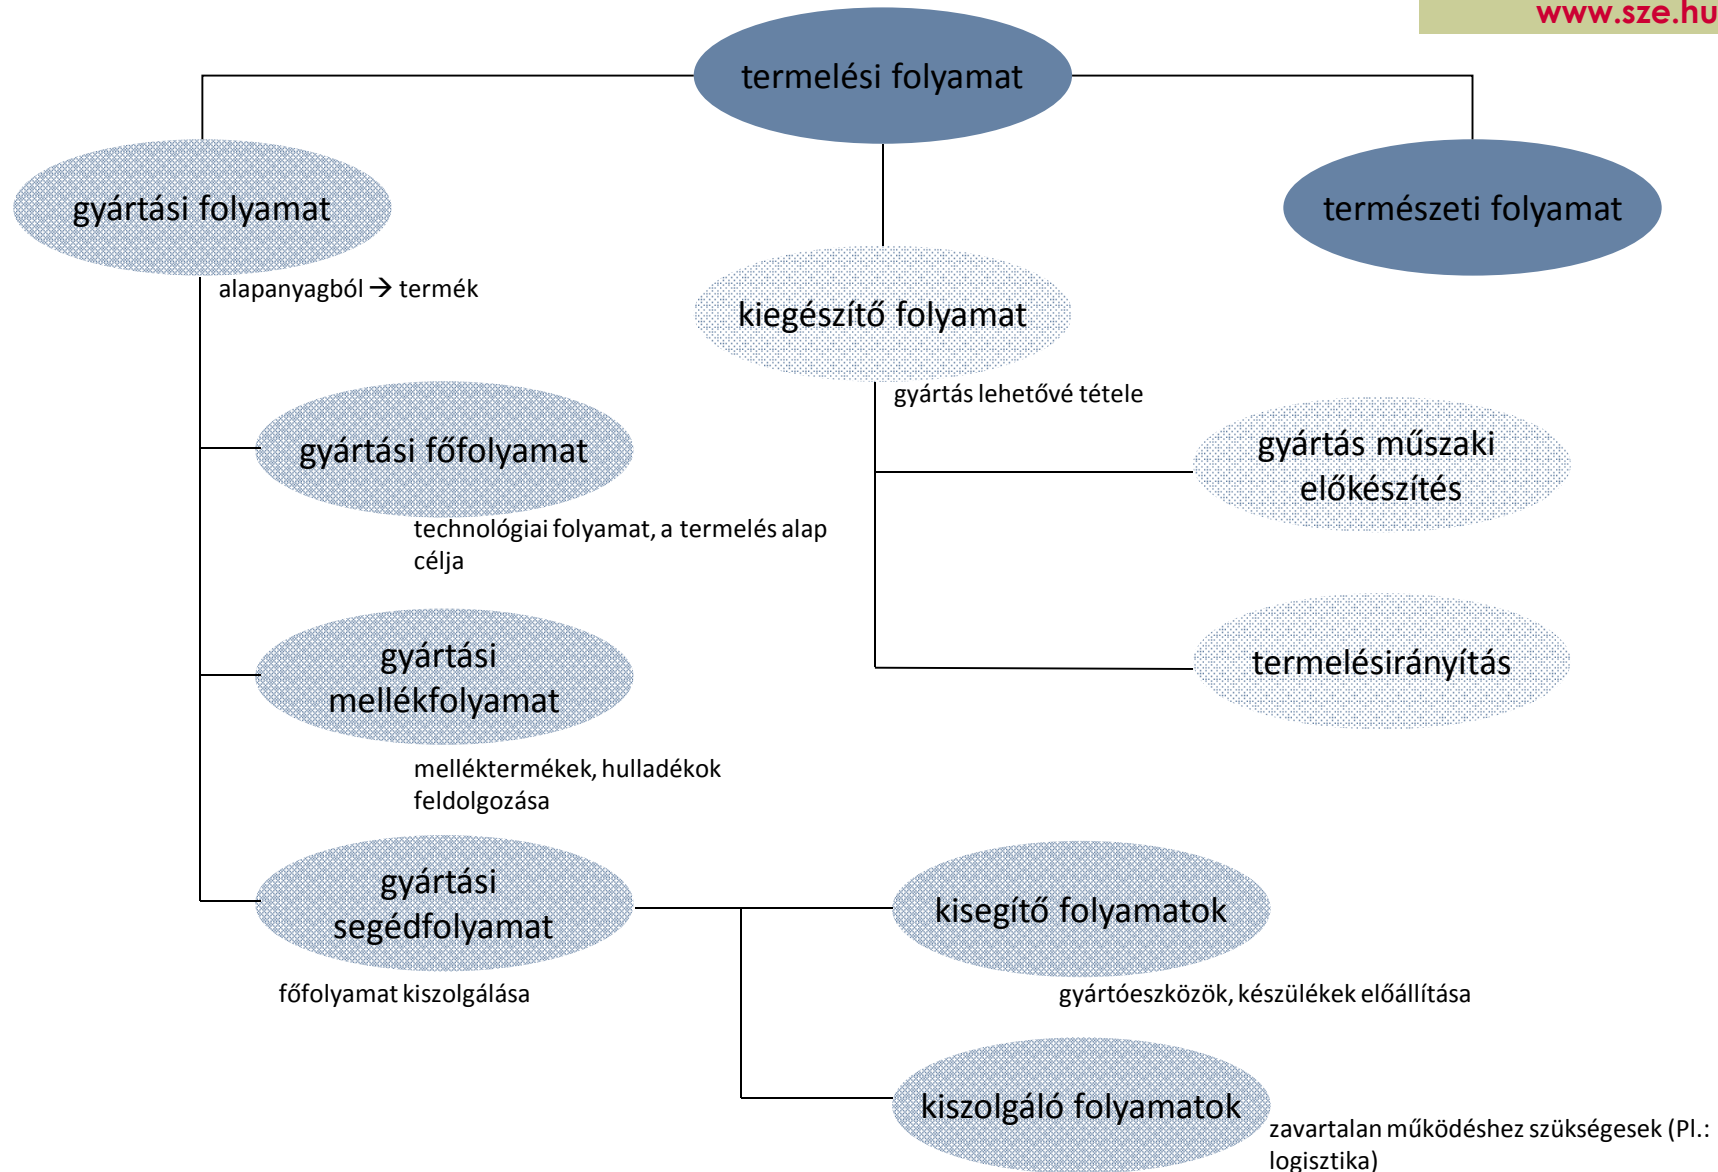 www.sze.hu
termelési folyamat
gyártási folyamat
természeti folyamat
alapanyagból → termék
kiegészítő folyamat
gyártás lehetővé tétele
gyártási főfolyamat
gyártás műszaki
előkészítés
technológiai folyamat, a termelés alap
célja
gyártási
mellékfolyamat
termelésirányítás
melléktermékek, hulladékok
feldolgozása
gyártási
segédfolyamat
kisegítő folyamatok
főfolyamat kiszolgálása
gyártóeszközök, készülékek előállítása
kiszolgáló folyamatok
zavartalan működéshez szükségesek (Pl.:
logisztika)